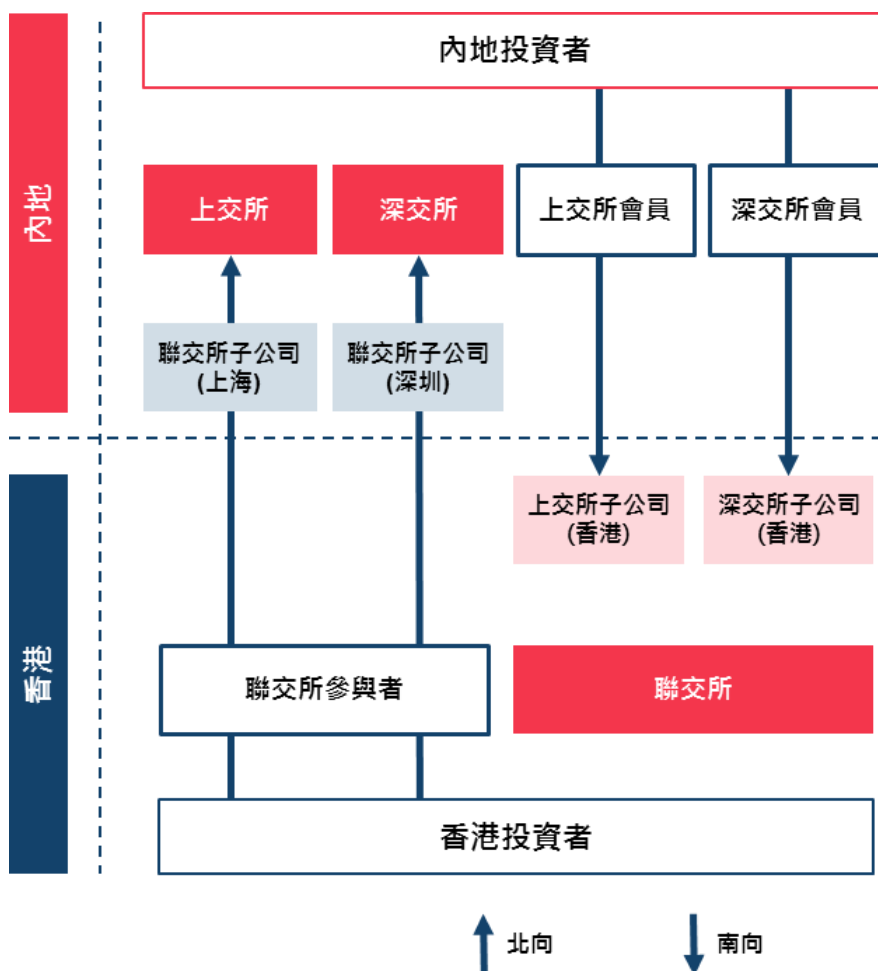 內地投資者
內地
上交所
深交所
上交所會員
深交所會員
聯交所子公司
(上海)
聯交所子公司
(深圳)
上交所子公司
(香港)
深交所子公司
(香港)
香港
聯交所參與者
聯交所
香港投資者
北向
南向